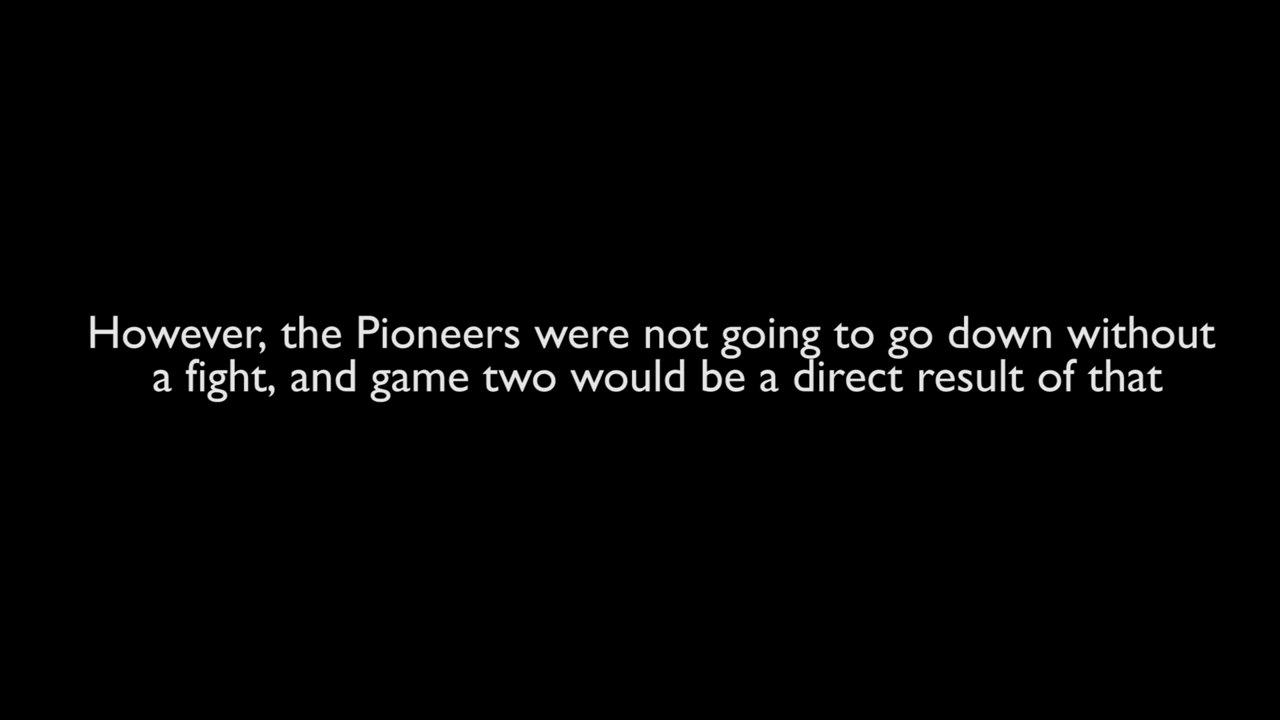 However, the Pioneers were not going to go down without
a fight, and game two would be a direct result of that